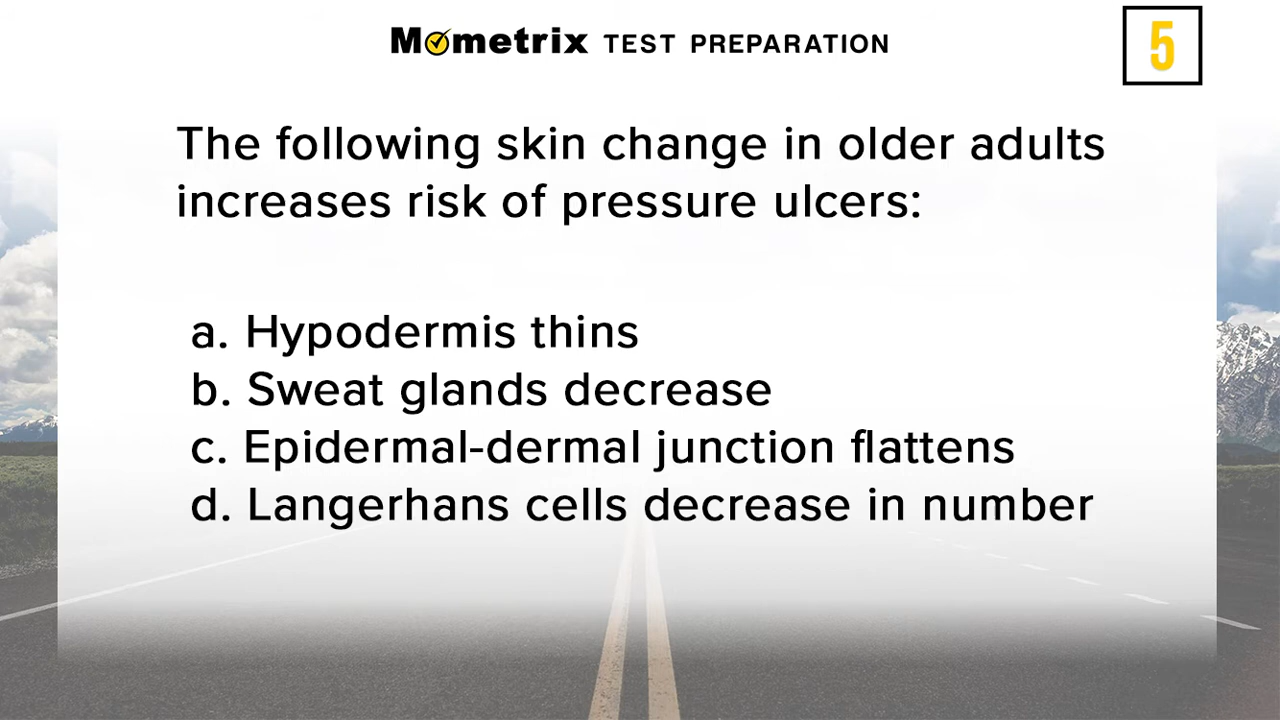 Mometrix TEST PREPARATION
5
The following skin change in older adults
increases risk of pressure ulcers:
a. Hypodermis thins
b. Sweat glands decrease
c. Epidermal-dermal junction flattens
d. Langerhans cells decrease in number